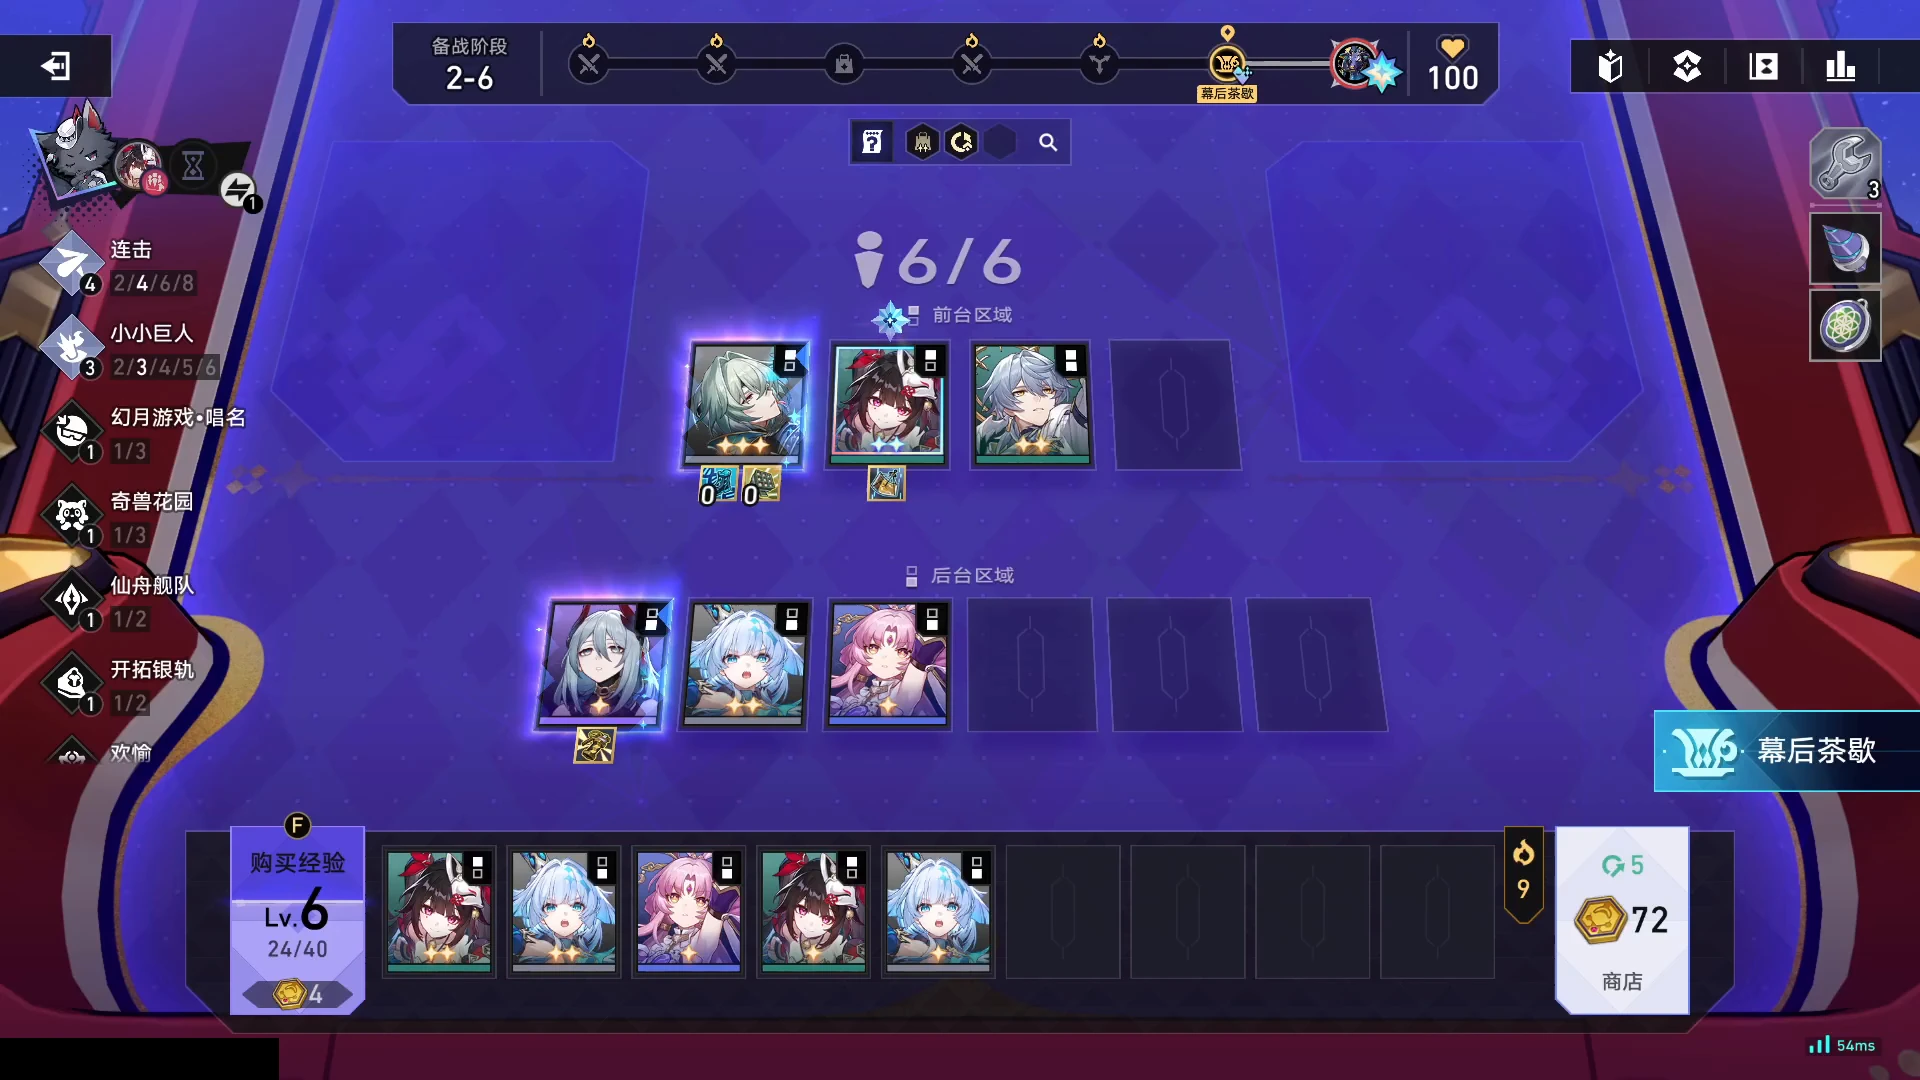 备战阶段
2-6
幕后茶歇
100
3
1
连击
4
2/4/6/8
小小巨人
3
2/3/4/5/6
幻月游戏•唱名
1
1/3
奇兽花园
1
1/3
仙舟舰队
1
1/2
开拓银轨
1
1/2
欢愉
6/6
前台区域
0
0
后台区域
幕后茶歇
F
购买经验
Lv.6
24/40
4
9
5
72
商店
54ms